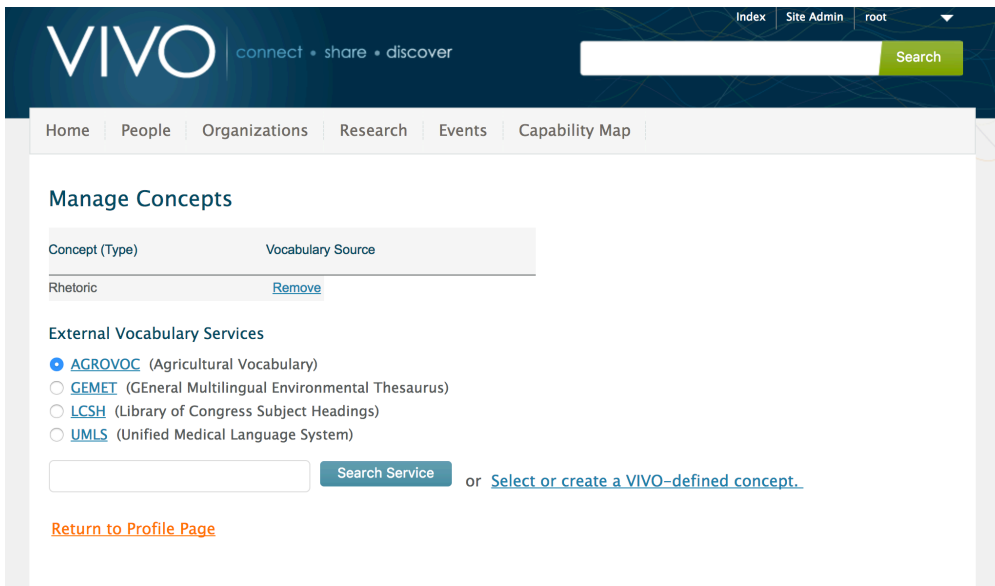 Index Site Admin root
VIVO connect • share • discover
Search
Home People Organizations Research Events Capability Map
Manage Concepts
Concept (Type) Vocabulary Source
Rhetoric Remove
External Vocabulary Services
AGROVOC (Agricultural Vocabulary)
GEMET (GEneral Multilingual Environmental Thesaurus)
LCSH (Library of Congress Subject Headings)
UMLS (Unified Medical Language System)
Search Service or Select or create a VIVO-defined concept.
Return to Profile Page